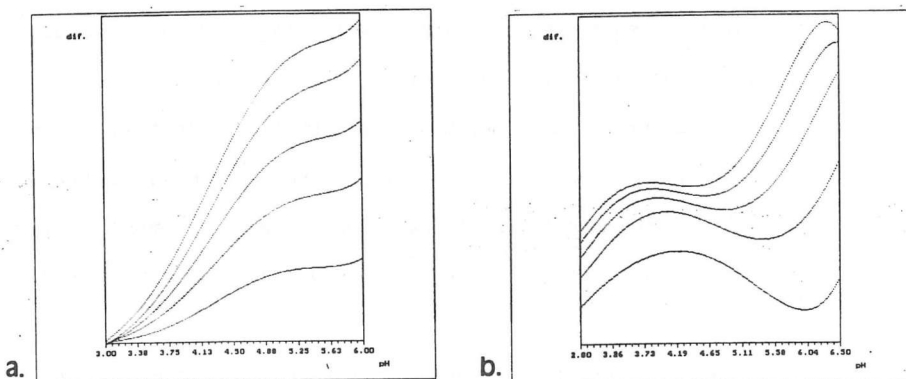 dif.
3.00 3.38 3.75 4.13 4.50 4.88 5.25 5.63 6.00
pH
a.
dif.
2.80 3.86 3.73 4.19 4.65 5.11 5.58 6.04 6.50
pH
b.